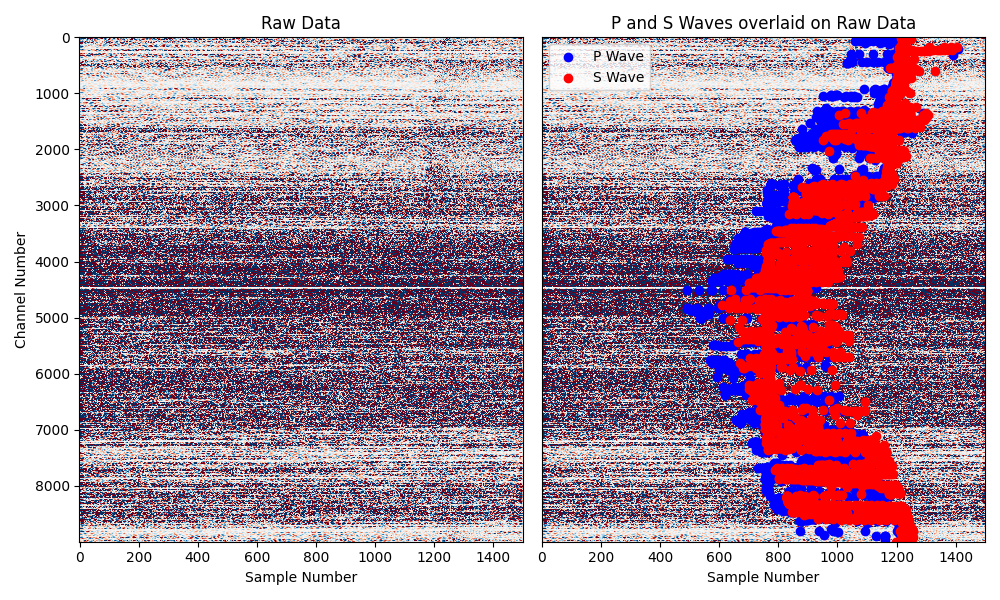 Raw Data
P and S Waves overlaid on Raw Data
P Wave
S Wave
Channel Number
0
1000
2000
3000
4000
5000
6000
7000
8000
0 200 400 600 800 1000 1200 1400
0 200 400 600 800 1000 1200 1400
Sample Number
Sample Number